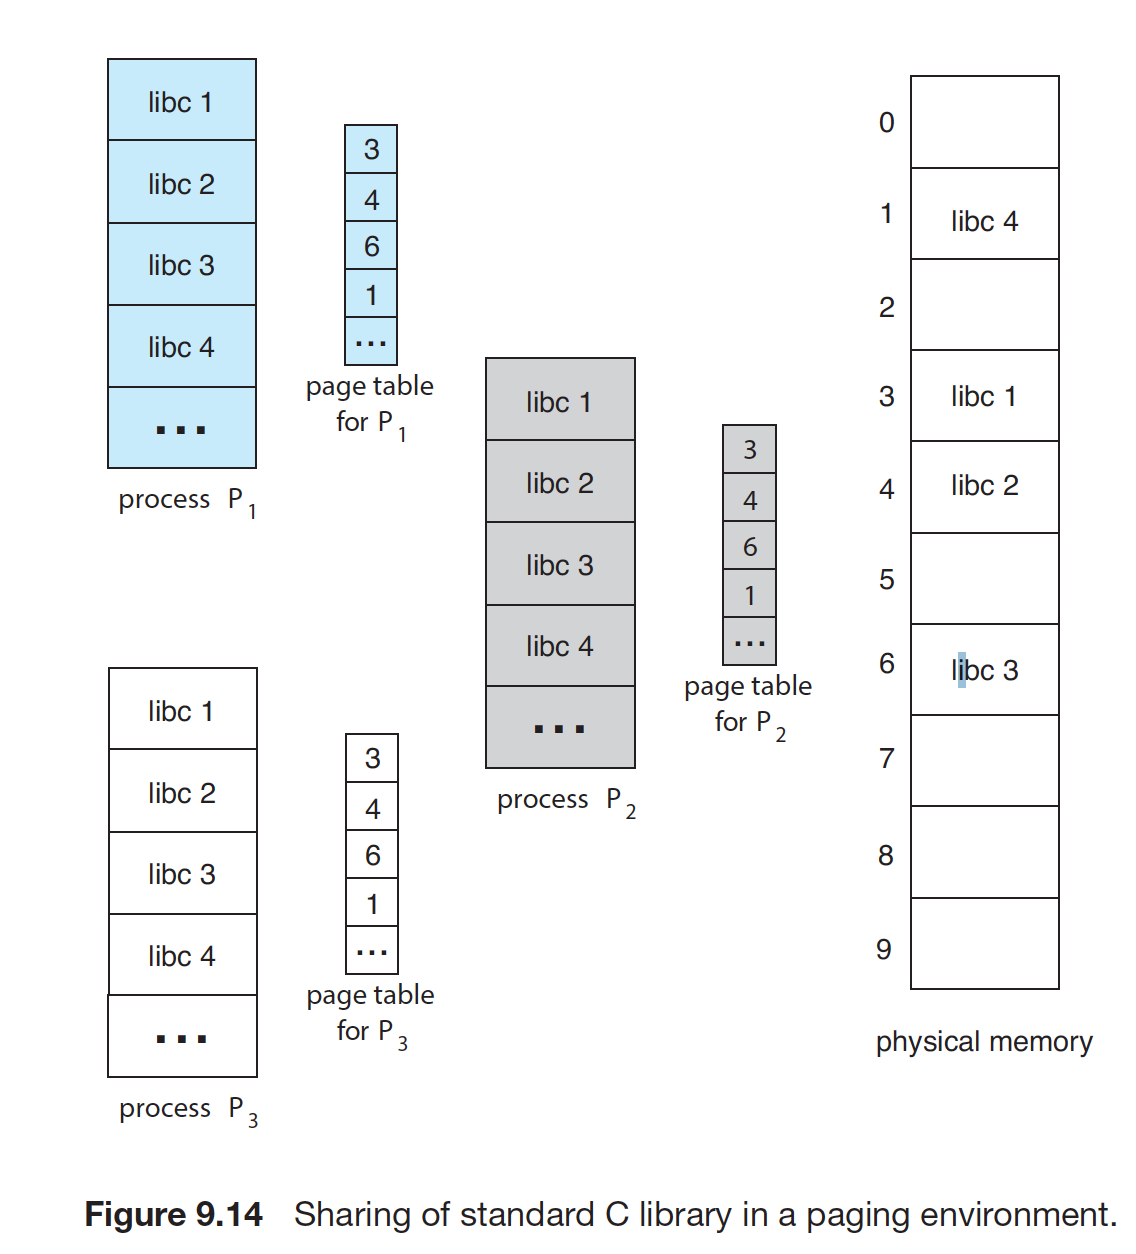 libc 1
libc 2
libc 3
libc 4
...
process P1
3
4
6
1
...
page table
for P1
libc 1
libc 2
libc 3
libc 4
...
process P2
3
4
6
1
...
page table
for P2
libc 1
libc 2
libc 3
libc 4
...
process P3
3
4
6
1
...
page table
for P3
0
1 libc 4
2
3 libc 1
4 libc 2
5
6 libc 3
7
8
9
physical memory
Figure 9.14 Sharing of standard C library in a paging environment.